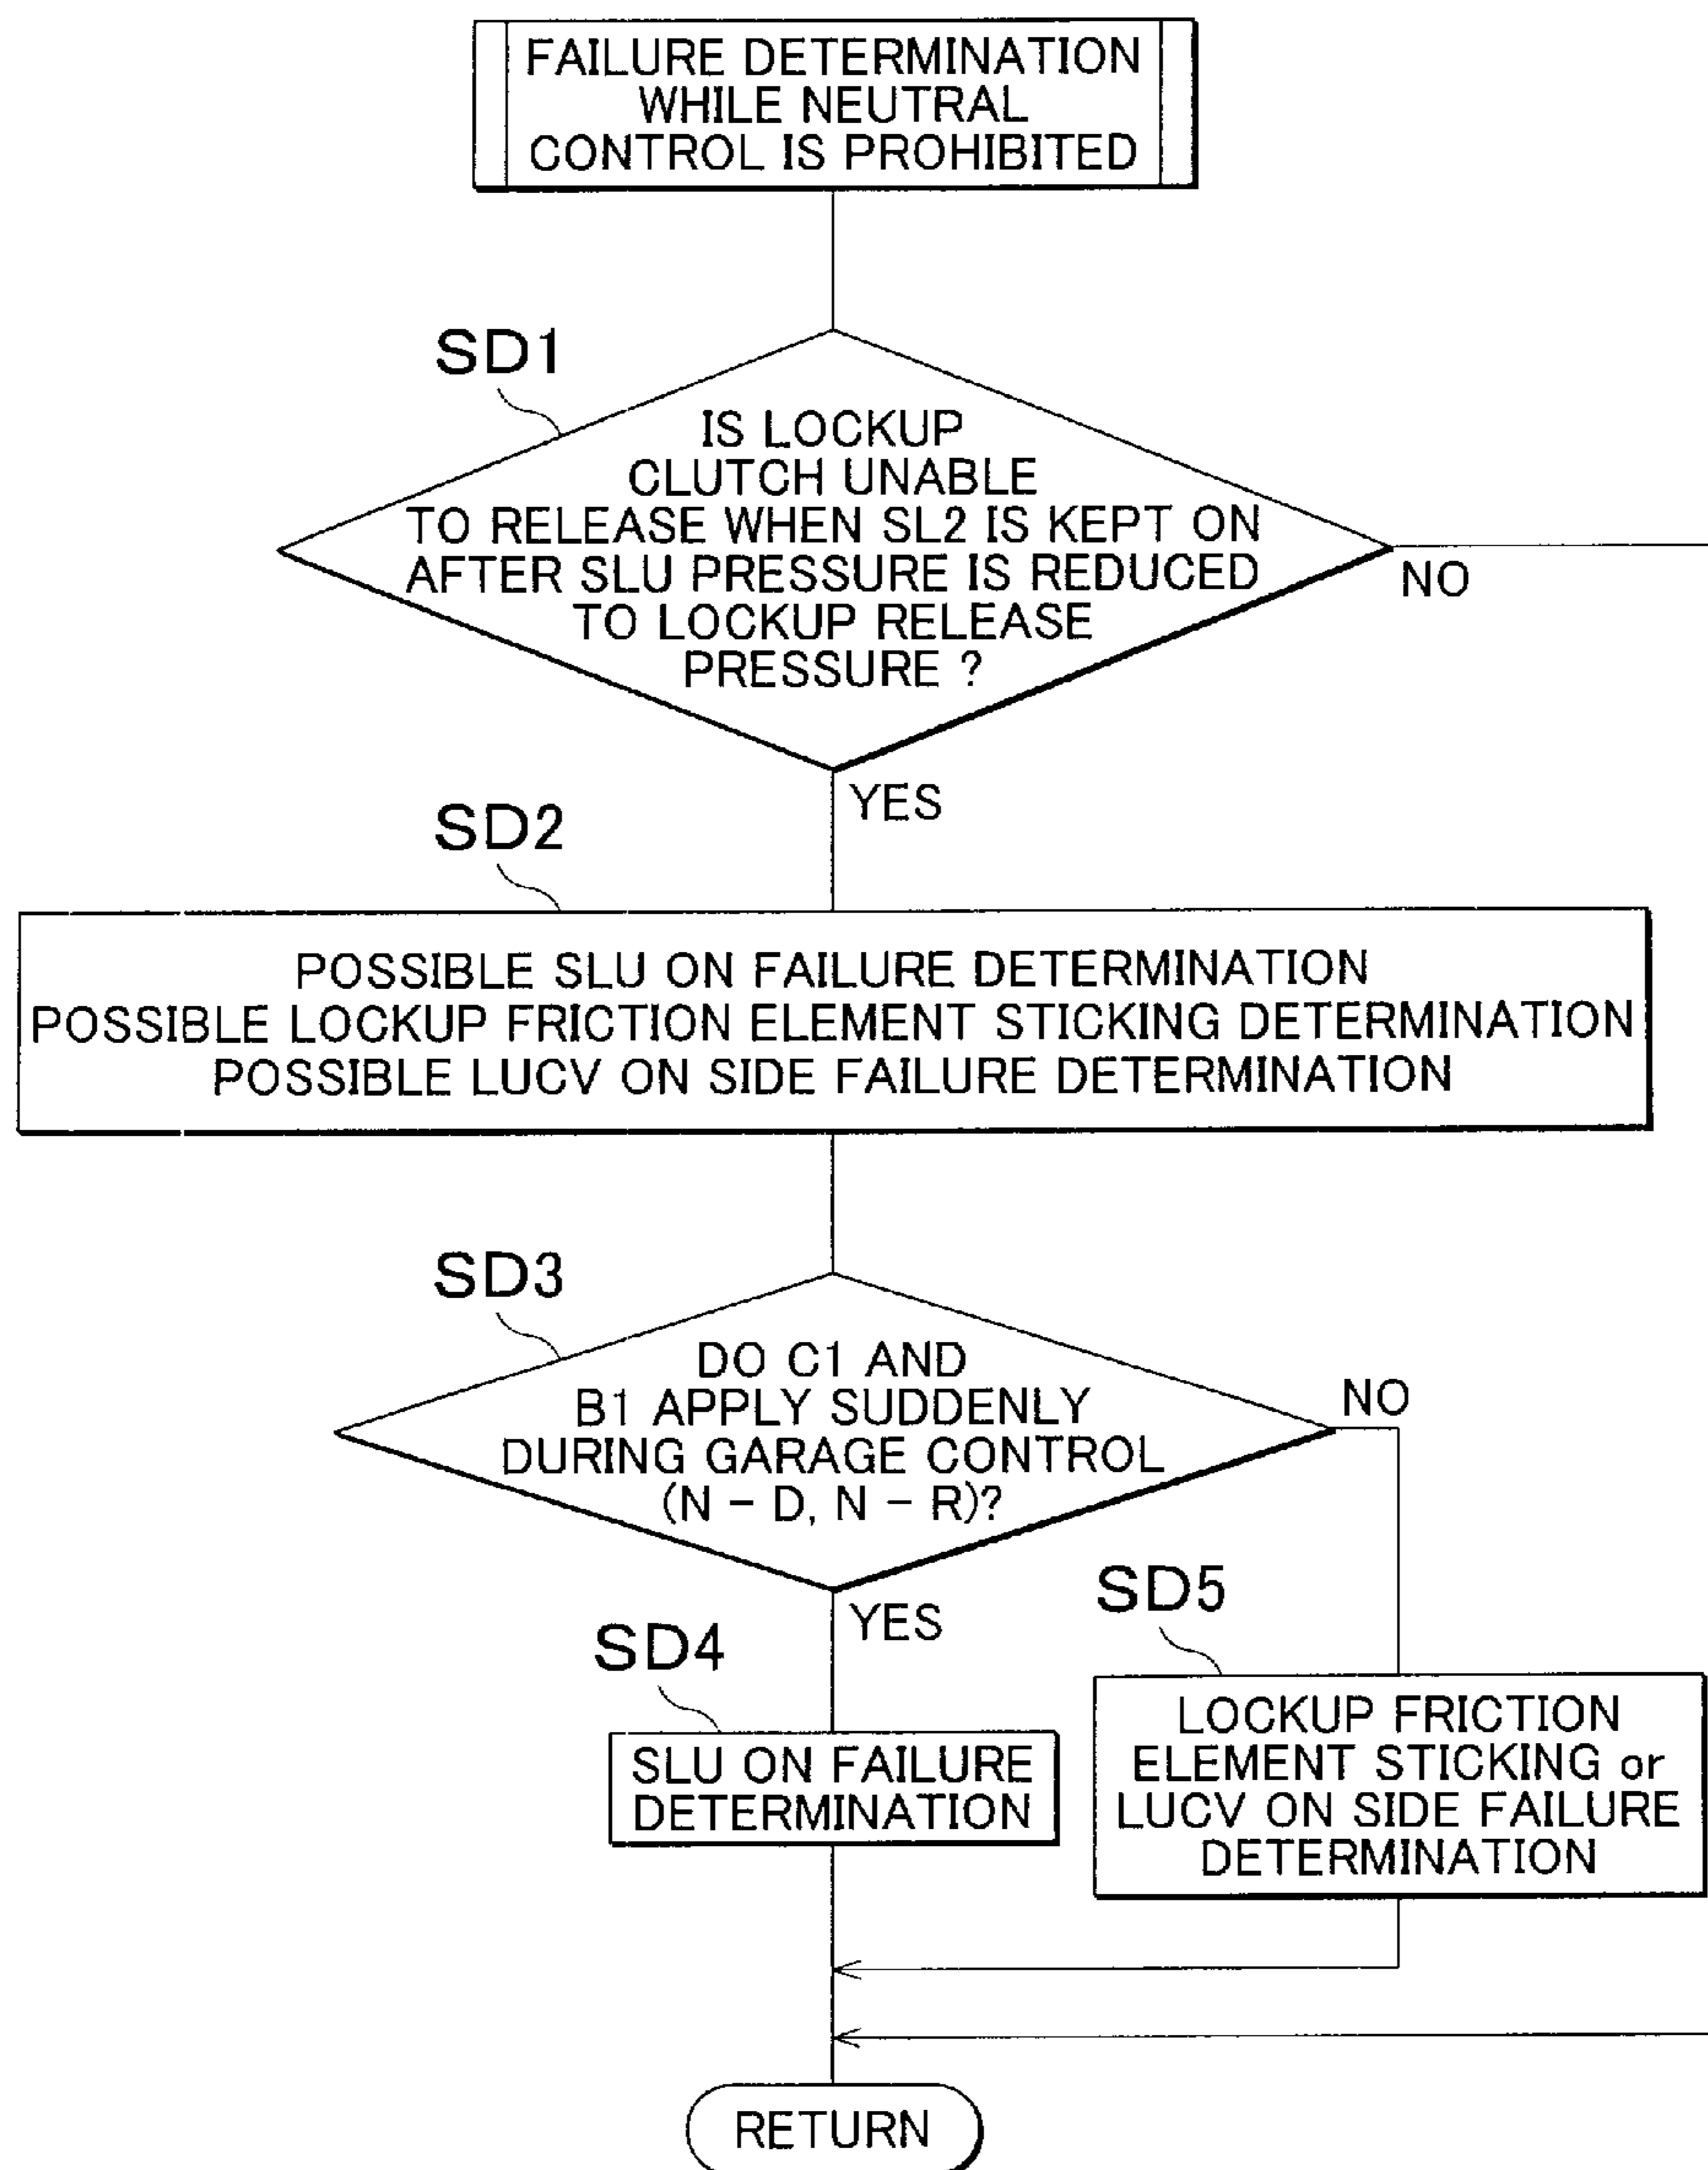 FAILURE DETERMINATION
WHILE NEUTRAL
CONTROL IS PROHIBITED
SD1
IS LOCKUP
CLUTCH UNABLE
TO RELEASE WHEN SL2 IS KEPT ON
AFTER SLU PRESSURE IS REDUCED
TO LOCKUP RELEASE
PRESSURE ?
NO
YES
SD2
POSSIBLE SLU ON FAILURE DETERMINATION
POSSIBLE LOCKUP FRICTION ELEMENT STICKING DETERMINATION
POSSIBLE LUCV ON SIDE FAILURE DETERMINATION
SD3
DO C1 AND
B1 APPLY SUDDENLY
DURING GARAGE CONTROL
(N - D, N - R)?
NO
YES
SD4
SLU ON FAILURE
DETERMINATION
SD5
LOCKUP FRICTION
ELEMENT STICKING or
LUCV ON SIDE FAILURE
DETERMINATION
RETURN